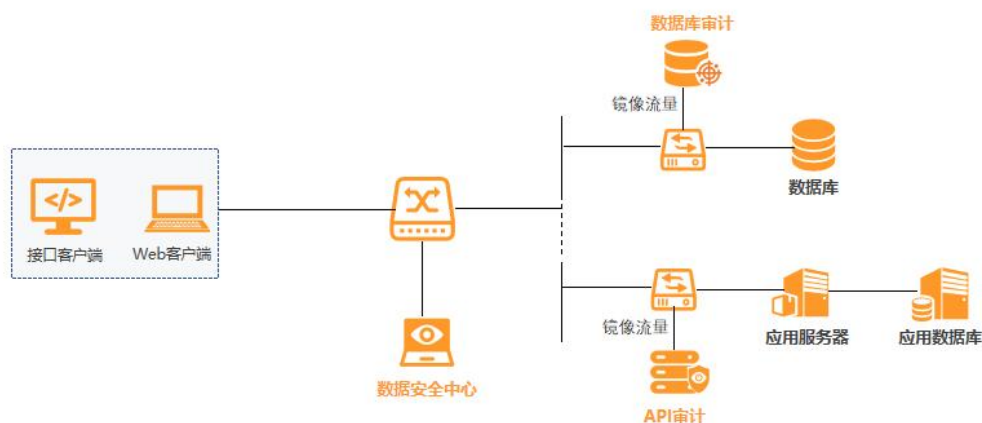 数据库审计
镜像流量
数据库
</>
接口客户端
Web客户端
镜像流量
应用服务器
应用数据库
数据安全中心
API审计